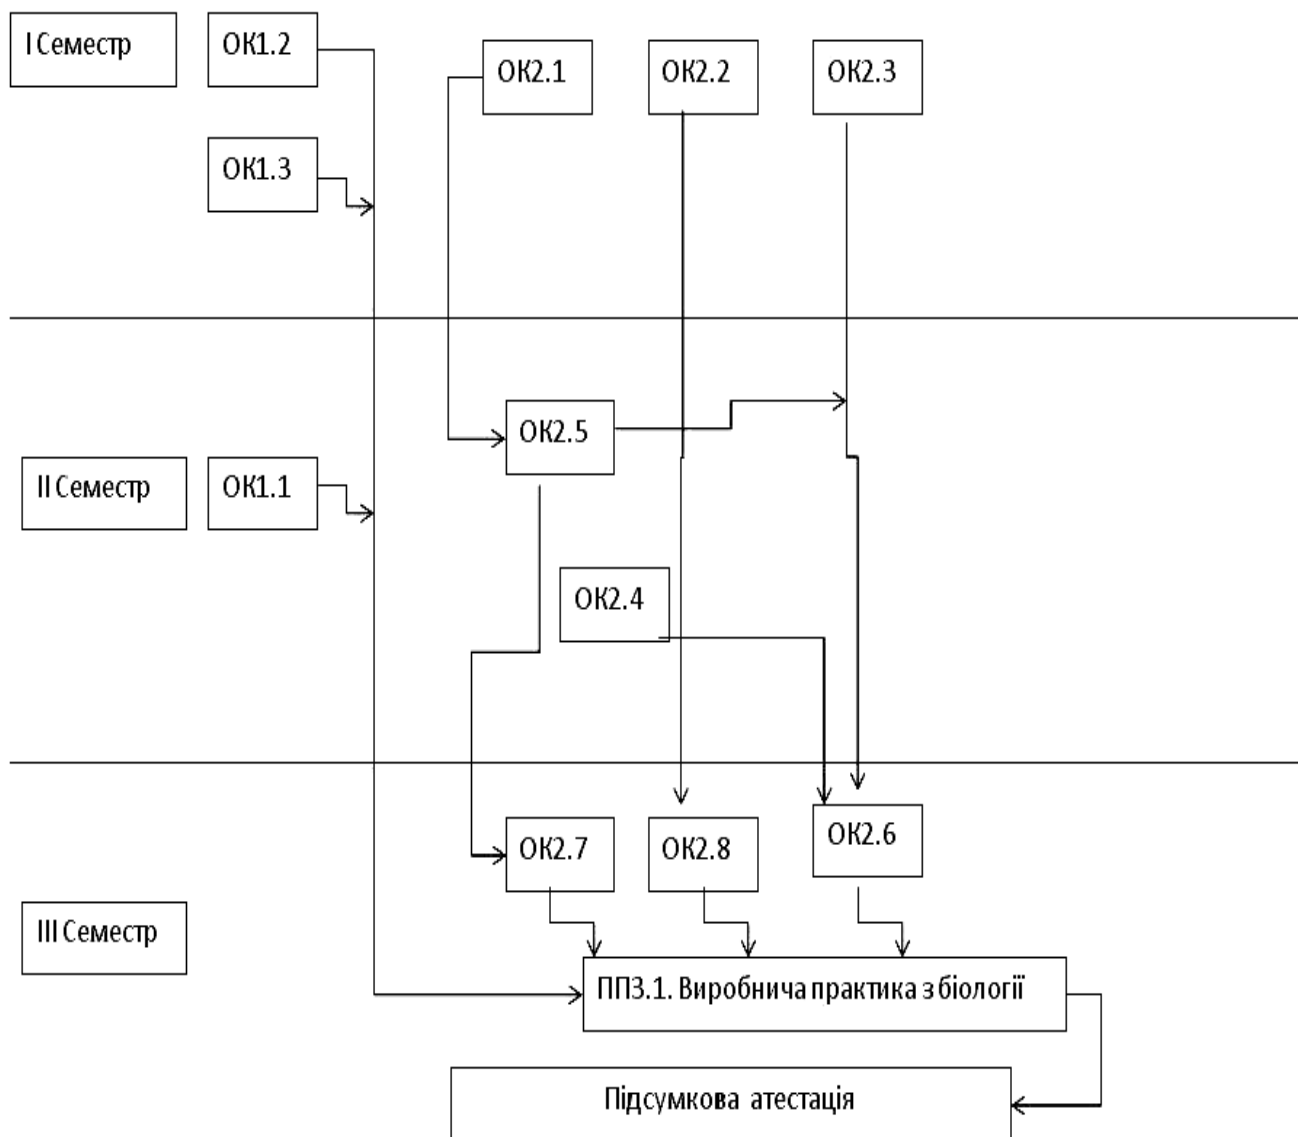 І Семестр
ОК1.2
ОК2.1
ОК2.2
ОК2.3
ОК1.3
ОК2.5
ІІ Семестр
ОК1.1
ОК2.4
ОК2.7
ОК2.8
ОК2.6
ІІІ Семестр
ПП3.1. Виробнича практика з біології
Підсумкова атестація